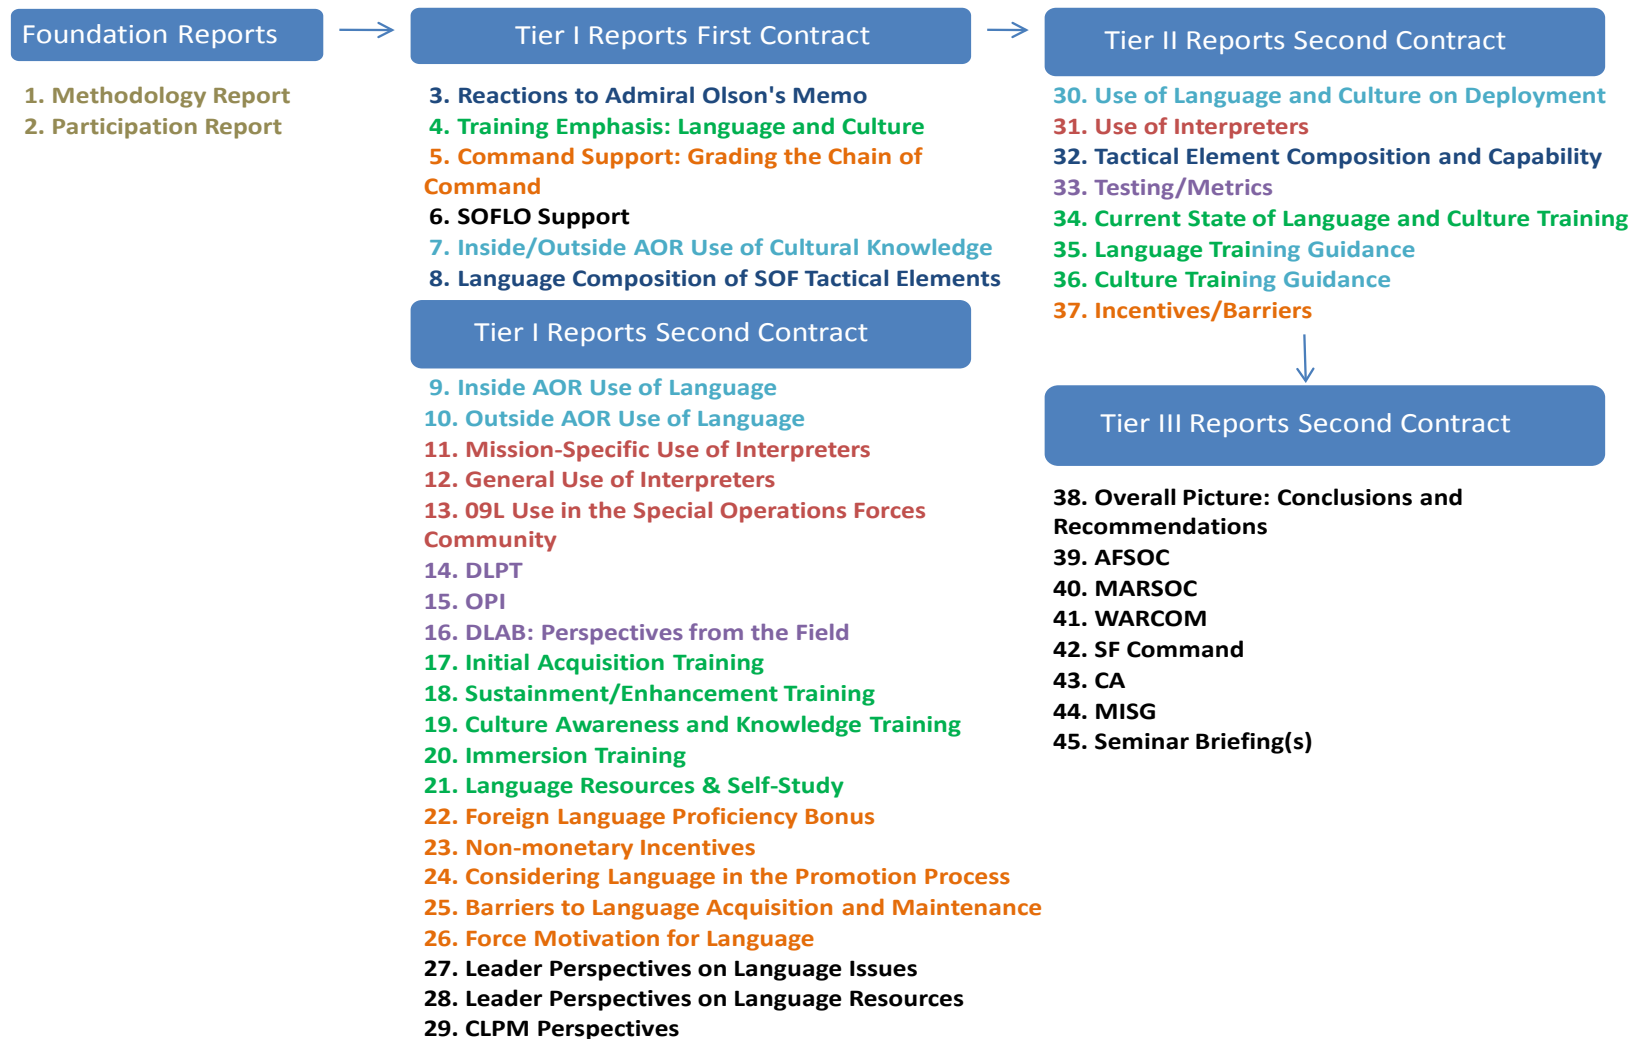 Foundation Reports
1. Methodology Report
2. Participation Report
Tier I Reports First Contract
3. Reactions to Admiral Olson's Memo
4. Training Emphasis: Language and Culture
5. Command Support: Grading the Chain of
Command
6. SOFLO Support
7. Inside/Outside AOR Use of Cultural Knowledge
8. Language Composition of SOF Tactical Elements
Tier I Reports Second Contract
9. Inside AOR Use of Language
10. Outside AOR Use of Language
11. Mission-Specific Use of Interpreters
12. General Use of Interpreters
13. 09L Use in the Special Operations Forces
Community
14. DLPT
15. OPI
16. DLAB: Perspectives from the Field
17. Initial Acquisition Training
18. Sustainment/Enhancement Training
19. Culture Awareness and Knowledge Training
20. Immersion Training
21. Language Resources & Self-Study
22. Foreign Language Proficiency Bonus
23. Non-monetary Incentives
24. Considering Language in the Promotion Process
25. Barriers to Language Acquisition and Maintenance
26. Force Motivation for Language
27. Leader Perspectives on Language Issues
28. Leader Perspectives on Language Resources
29. CLPM Perspectives
Tier II Reports Second Contract
30. Use of Language and Culture on Deployment
31. Use of Interpreters
32. Tactical Element Composition and Capability
33. Testing/Metrics
34. Current State of Language and Culture Training
35. Language Training Guidance
36. Culture Training Guidance
37. Incentives/Barriers
Tier III Reports Second Contract
38. Overall Picture: Conclusions and
Recommendations
39. AFSOC
40. MARSOC
41. WARCOM
42. SF Command
43. CA
44. MISG
45. Seminar Briefing(s)